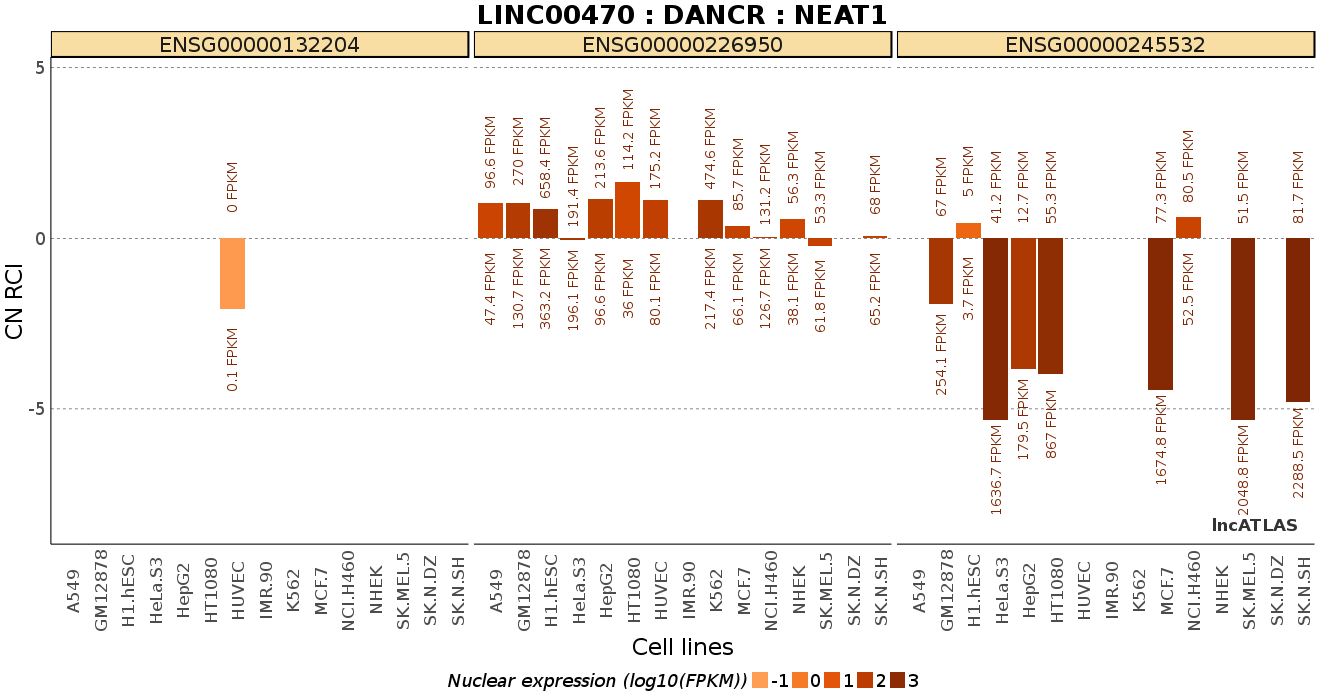 LINC00470 : DANCR : NEAT1
ENSG00000132204
ENSG00000226950
ENSG00000245532
CN RCI
5
0
-5
0 FPKM
0.1 FPKM
96.6 FPKM
270 FPKM
658.4 FPKM
191.4 FPKM
213.6 FPKM
114.2 FPKM
175.2 FPKM
474.6 FPKM
85.7 FPKM
131.2 FPKM
56.3 FPKM
53.3 FPKM
68 FPKM
47.4 FPKM
130.7 FPKM
363.2 FPKM
196.1 FPKM
96.6 FPKM
36 FPKM
80.1 FPKM
217.4 FPKM
66.1 FPKM
126.7 FPKM
38.1 FPKM
61.8 FPKM
65.2 FPKM
67 FPKM
5 FPKM
41.2 FPKM
12.7 FPKM
55.3 FPKM
77.3 FPKM
80.5 FPKM
51.5 FPKM
81.7 FPKM
254.1 FPKM
3.7 FPKM
1636.7 FPKM
179.5 FPKM
867 FPKM
1674.8 FPKM
52.5 FPKM
2048.8 FPKM
2288.5 FPKM
lncATLAS
A549
GM12878
H1.hESC
HeLa.S3
HepG2
HT1080
HUVEC
IMR.90
K562
MCF.7
NCI.H460
NHEK
SK.MEL.5
SK.N.DZ
SK.N.SH
A549
GM12878
H1.hESC
HeLa.S3
HepG2
HT1080
HUVEC
IMR.90
K562
MCF.7
NCI.H460
NHEK
SK.MEL.5
SK.N.DZ
SK.N.SH
A549
GM12878
H1.hESC
HeLa.S3
HepG2
HT1080
HUVEC
IMR.90
K562
MCF.7
NCI.H460
NHEK
SK.MEL.5
SK.N.DZ
SK.N.SH
Cell lines
Nuclear expression (log10(FPKM)) -1 0 1 2 3